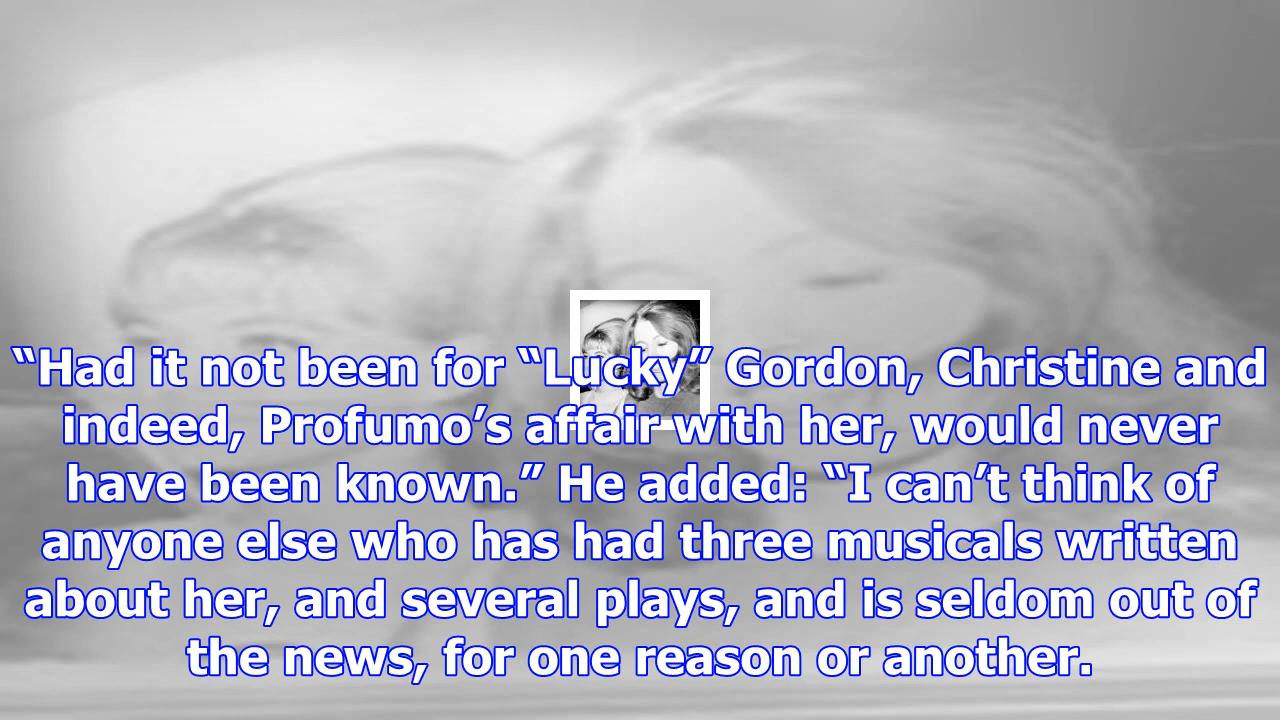 “Had it not been for “Lucky” Gordon, Christine and
indeed, Profumo’s affair with her, would never
have been known.” He added: “I can’t think of
anyone else who has had three musicals written
about her, and several plays, and is seldom out of
the news, for one reason or another.